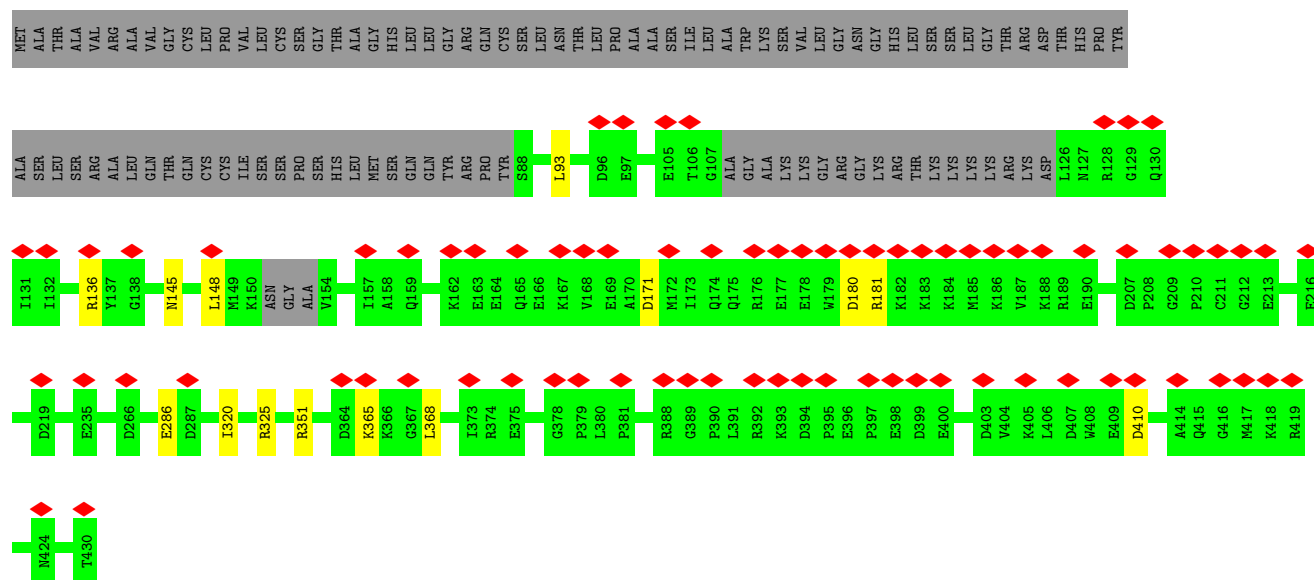 MET ALA THR ALA VAL ARG ALA VAL GLY CYS LEU PRO VAL LEU CYS SER GLY THR ALA GLY HIS LEU LEU GLY ARG GLN CYS SER LEU ASN THR LEU PRO ALA ALA SER ILE LEU ALA TRP LYS SER VAL LEU GLY ASN GLY HIS LEU SER SER LEU GLY THR ARG ASP THR HIS PRO TYR
ALA SER LEU SER ARG ALA LEU GLN THR GLN CYS CYS ILE SER SER PRO SER HIS LEU MET SER GLN GLN TYR ARG PRO TYR S88 L93 D96 E97 E105 T106 G107 ALA GLY ALA LYS LYS GLY ARG GLY LYS ARG THR LYS LYS LYS LYS ARG LYS ASP L126 N127 R128 G129 Q130
I131 I132 R136 Y137 G138 N145 L148 M149 K150 ASN GLY ALA V154 I157 A158 Q159 K162 E163 E164 Q165 E166 K167 V168 E169 A170 D171 M172 I173 Q174 Q175 R176 E177 E178 W179 D180 R181 K182 K183 K184 M185 K186 V187 K188 R189 E190 D207 P208 G209 P210 C211 G212 E213 E216
D219 E235 D266 E286 D287 I320 R325 R351 D364 K365 K366 G367 L368 I373 R374 E375 G378 P379 L380 P381 R388 G389 P390 L391 R392 K393 D394 P395 E396 P397 E398 D399 E400 D403 V404 K405 L406 D407 W408 E409 D410 A414 Q415 G416 M417 K418 R419
N424 T430